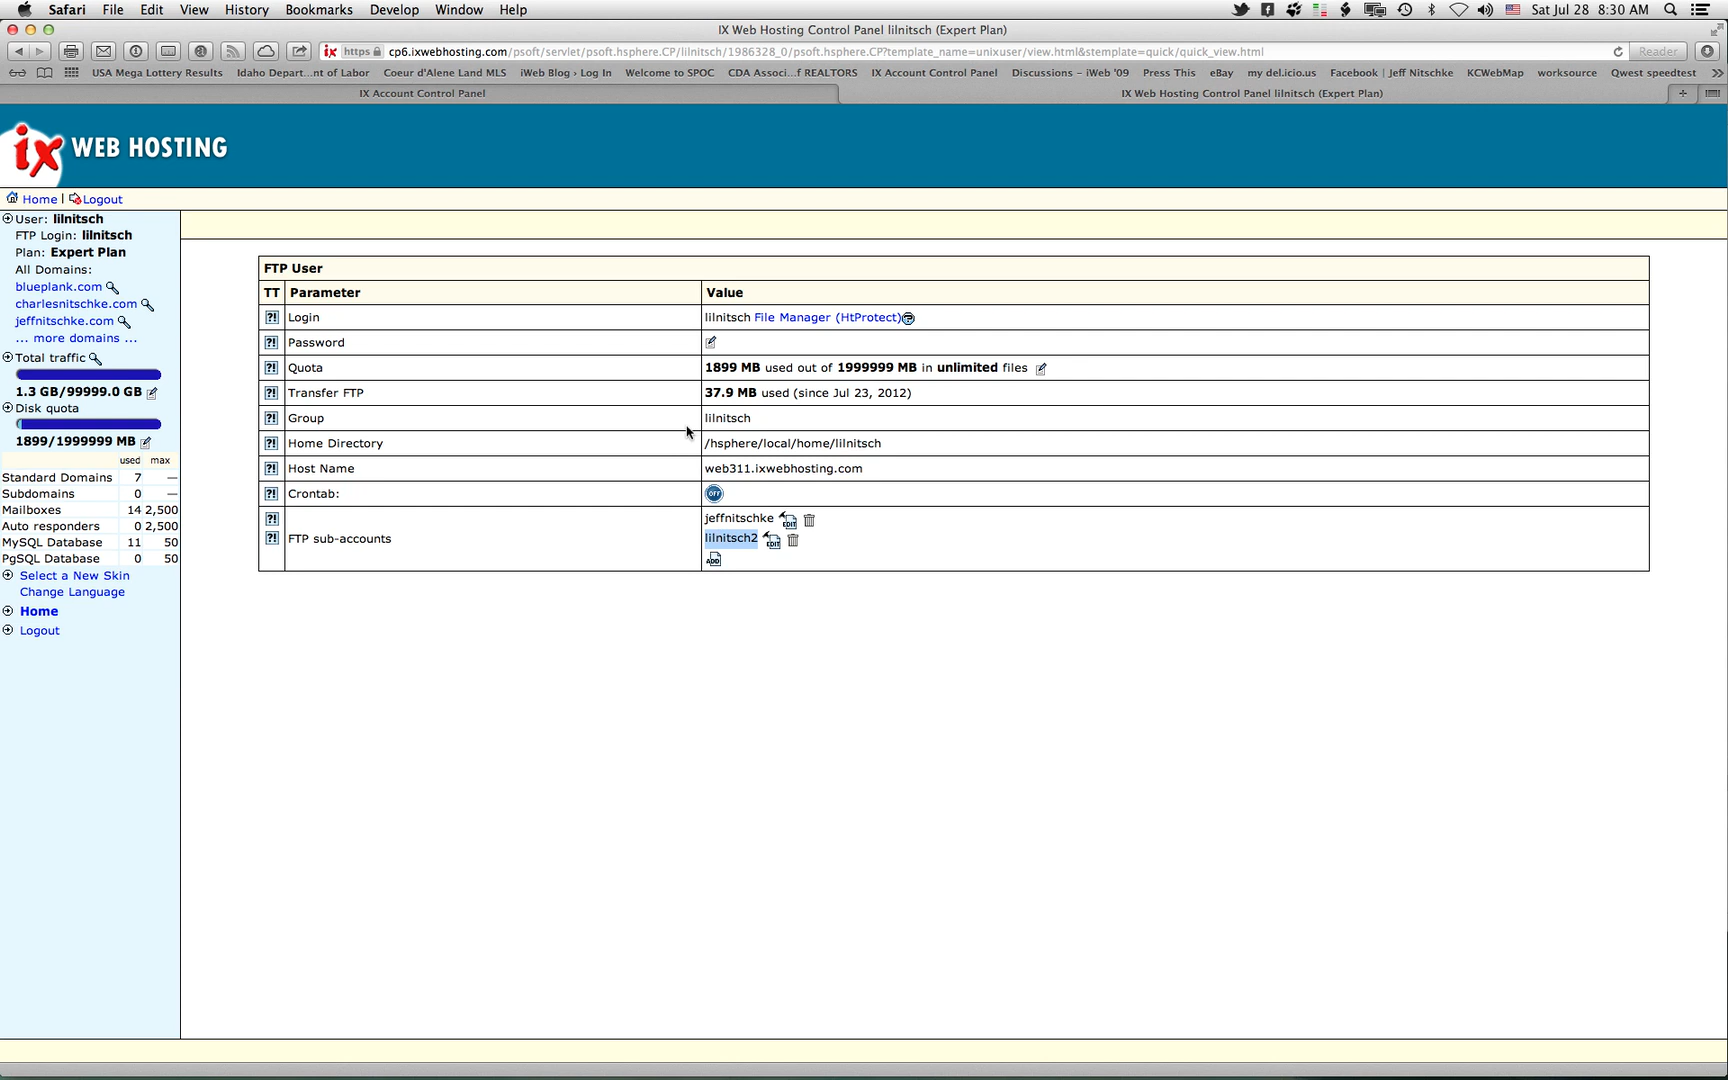 Safari File Edit View History Bookmarks Develop Window Help Sat Jul 28 8:30 AM
IX Web Hosting Control Panel lilnitsch (Expert Plan)
https cp6.ixwebhosting.com/psoft/servlet/psoft.hsphere.CP/lilnitsch/1986328_0/psoft.hsphere.CP?template_name=unixuser/view.html&stemplate=quick/quick_view.html Reader
USA Mega Lottery Results Idaho Depart...nt of Labor Coeur d'Alene Land MLS iWeb Blog › Log In Welcome to SPOC CDA Associ...f REALTORS IX Account Control Panel Discussions – iWeb '09 Press This eBay my del.icio.us Facebook | Jeff Nitschke KCWebMap worksource Qwest speedtest
IX Account Control Panel IX Web Hosting Control Panel lilnitsch (Expert Plan)
ix WEB HOSTING
Home | Logout
User: lilnitsch
FTP Login: lilnitsch
Plan: Expert Plan
All Domains:
blueplank.com
charlesnitschke.com
jeffnitschke.com
... more domains ...
Total traffic
1.3 GB/99999.0 GB
Disk quota
1899/1999999 MB
used max
Standard Domains 7 —
Subdomains 0 —
Mailboxes 14 2,500
Auto responders 0 2,500
MySQL Database 11 50
PgSQL Database 0 50
Select a New Skin
Change Language
Home
Logout
FTP User
TT Parameter Value
?! Login lilnitsch File Manager (HtProtect)
?! Password
?! Quota 1899 MB used out of 1999999 MB in unlimited files
?! Transfer FTP 37.9 MB used (since Jul 23, 2012)
?! Group lilnitsch
?! Home Directory /hsphere/local/home/lilnitsch
?! Host Name web311.ixwebhosting.com
?! Crontab: OFF
?! jeffnitschke EDIT
?! FTP sub-accounts lilnitsch2 EDIT
ADD